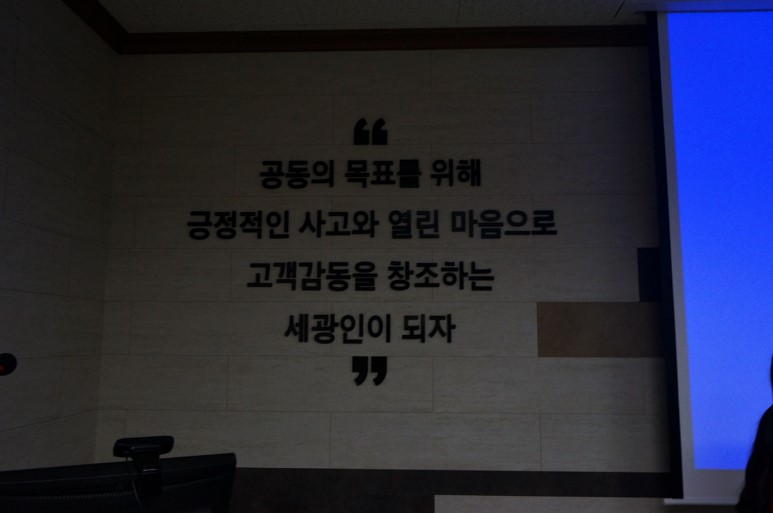 ❝
공동의 목표를 위해
긍정적인 사고와 열린 마음으로
고객감동을 창조하는
세광인이 되자
❞